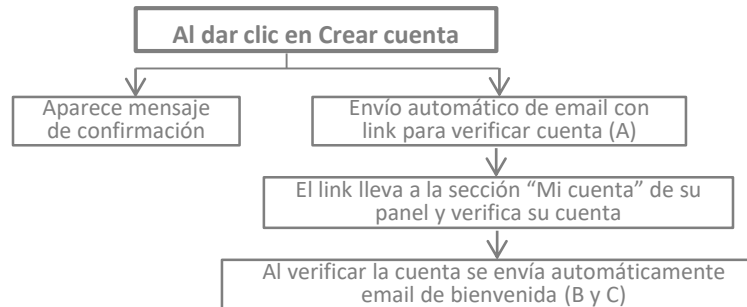 Al dar clic en Crear cuenta
Aparece mensaje
de confirmación
Envío automático de email con
link para verificar cuenta (A)
El link lleva a la sección “Mi cuenta” de su
panel y verifica su cuenta
Al verificar la cuenta se envía automáticamente
email de bienvenida (B y C)